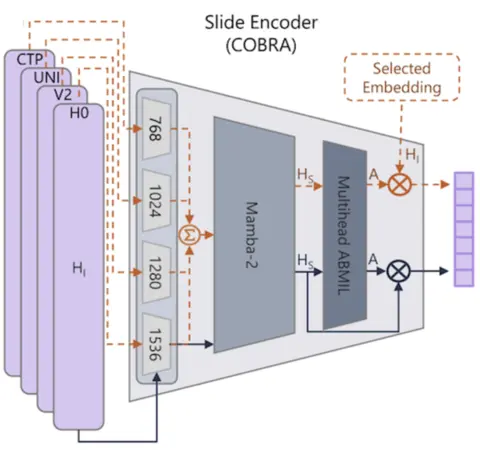 Slide Encoder
(COBRA)
CTP
UNI
V2
H0
H_I
768
1024
1280
1536
Σ
Mamba-2
H_S
H_S
Multihead ABMIL
A
A
Selected
Embedding
H_I